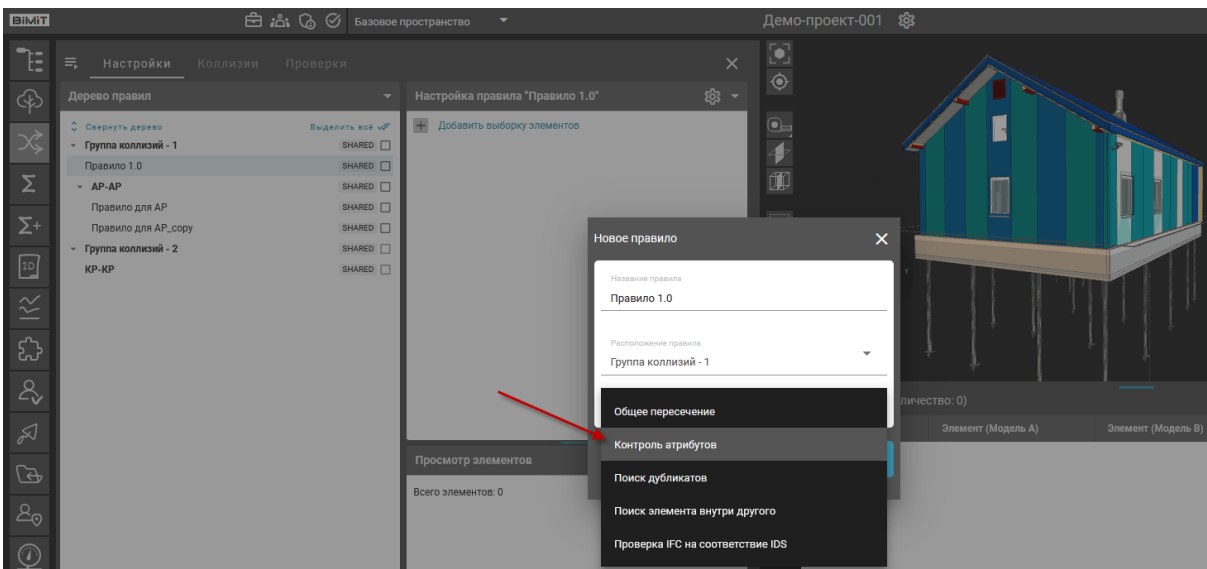 BiMiT
Базовое пространство
Демо-проект-001
Настройки Коллизии Проверки
Дерево правил
Настройка правила "Правило 1.0"
Свернуть дерево Выделить всё
Добавить выборку элементов
Группа коллизий - 1 SHARED
Правило 1.0 SHARED
АР-АР SHARED
Правило для АР SHARED
Правило для АР_copy SHARED
Группа коллизий - 2 SHARED
КР-КР SHARED
Новое правило
Название правила
Правило 1.0
Расположение правила
Группа коллизий - 1
Общее пересечение
Контроль атрибутов
Поиск дубликатов
Поиск элемента внутри другого
Проверка IFC на соответствие IDS
Просмотр элементов
Всего элементов: 0
Y
2D
личество: 0)
Элемент (Модель A) Элемент (Модель B)